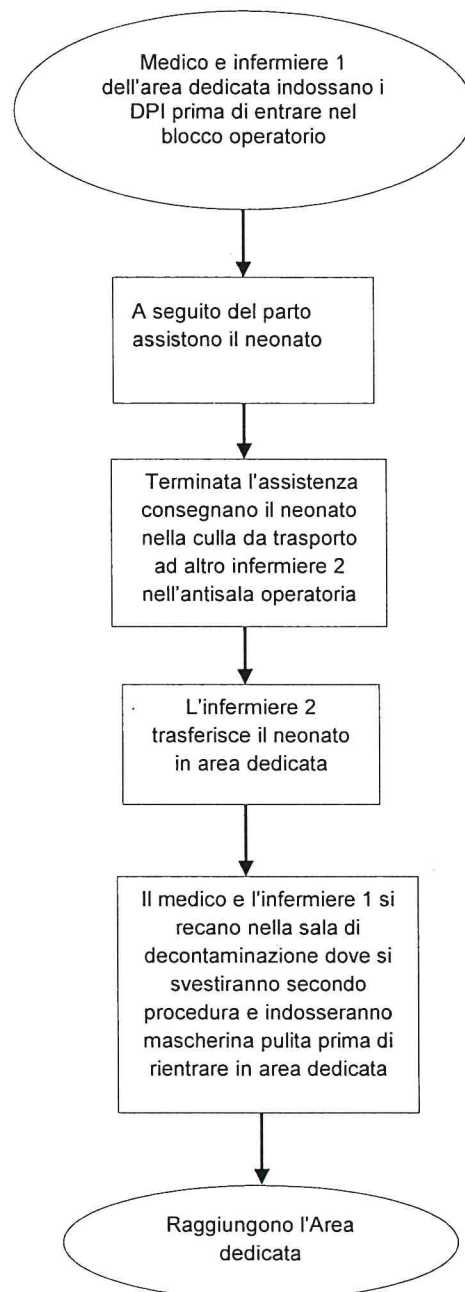 Medico e infermiere 1
dell'area dedicata indossano i
DPI prima di entrare nel
blocco operatorio
A seguito del parto
assistono il neonato
Terminata l'assistenza
consegnano il neonato
nella culla da trasporto
ad altro infermiere 2
nell'antisala operatoria
L'infermiere 2
trasferisce il neonato
in area dedicata
Il medico e l'infermiere 1 si
recano nella sala di
decontaminazione dove si
svestiranno secondo
procedura e indosseranno
mascherina pulita prima di
rientrare in area dedicata
Raggiungono l'Area
dedicata